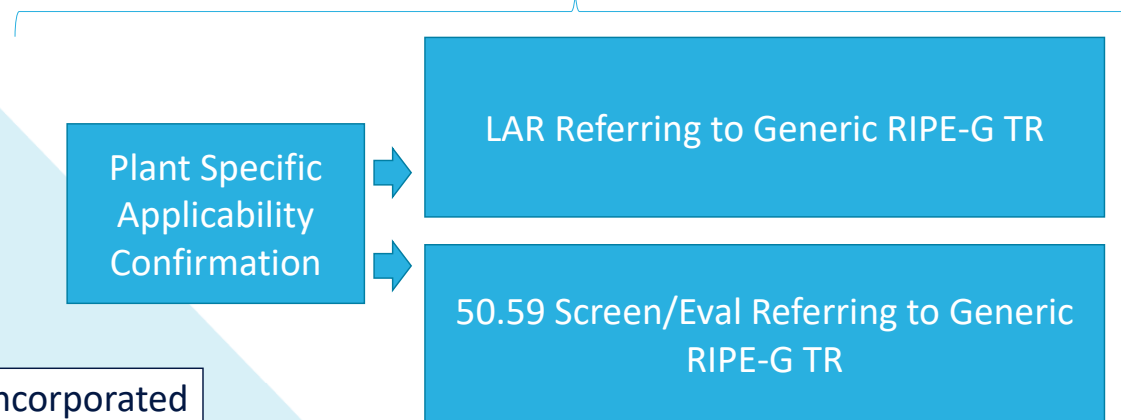 LAR Referring to Generic RIPE-G TR
Plant Specific
Applicability
Confirmation
50.59 Screen/Eval Referring to Generic
RIPE-G TR
ncorporated